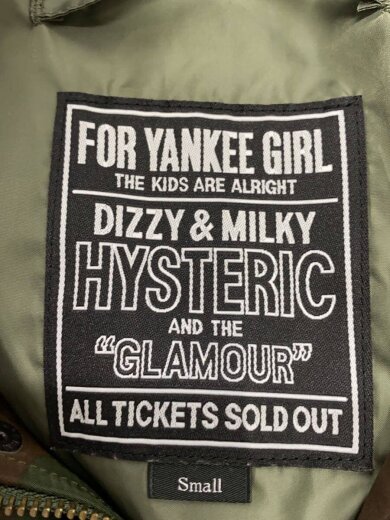 FOR YANKEE GIRL
THE KIDS ARE ALRIGHT
DIZZY & MILKY
HYSTERIC
AND THE
"GLAMOUR"
ALL TICKETS SOLD OUT
Small